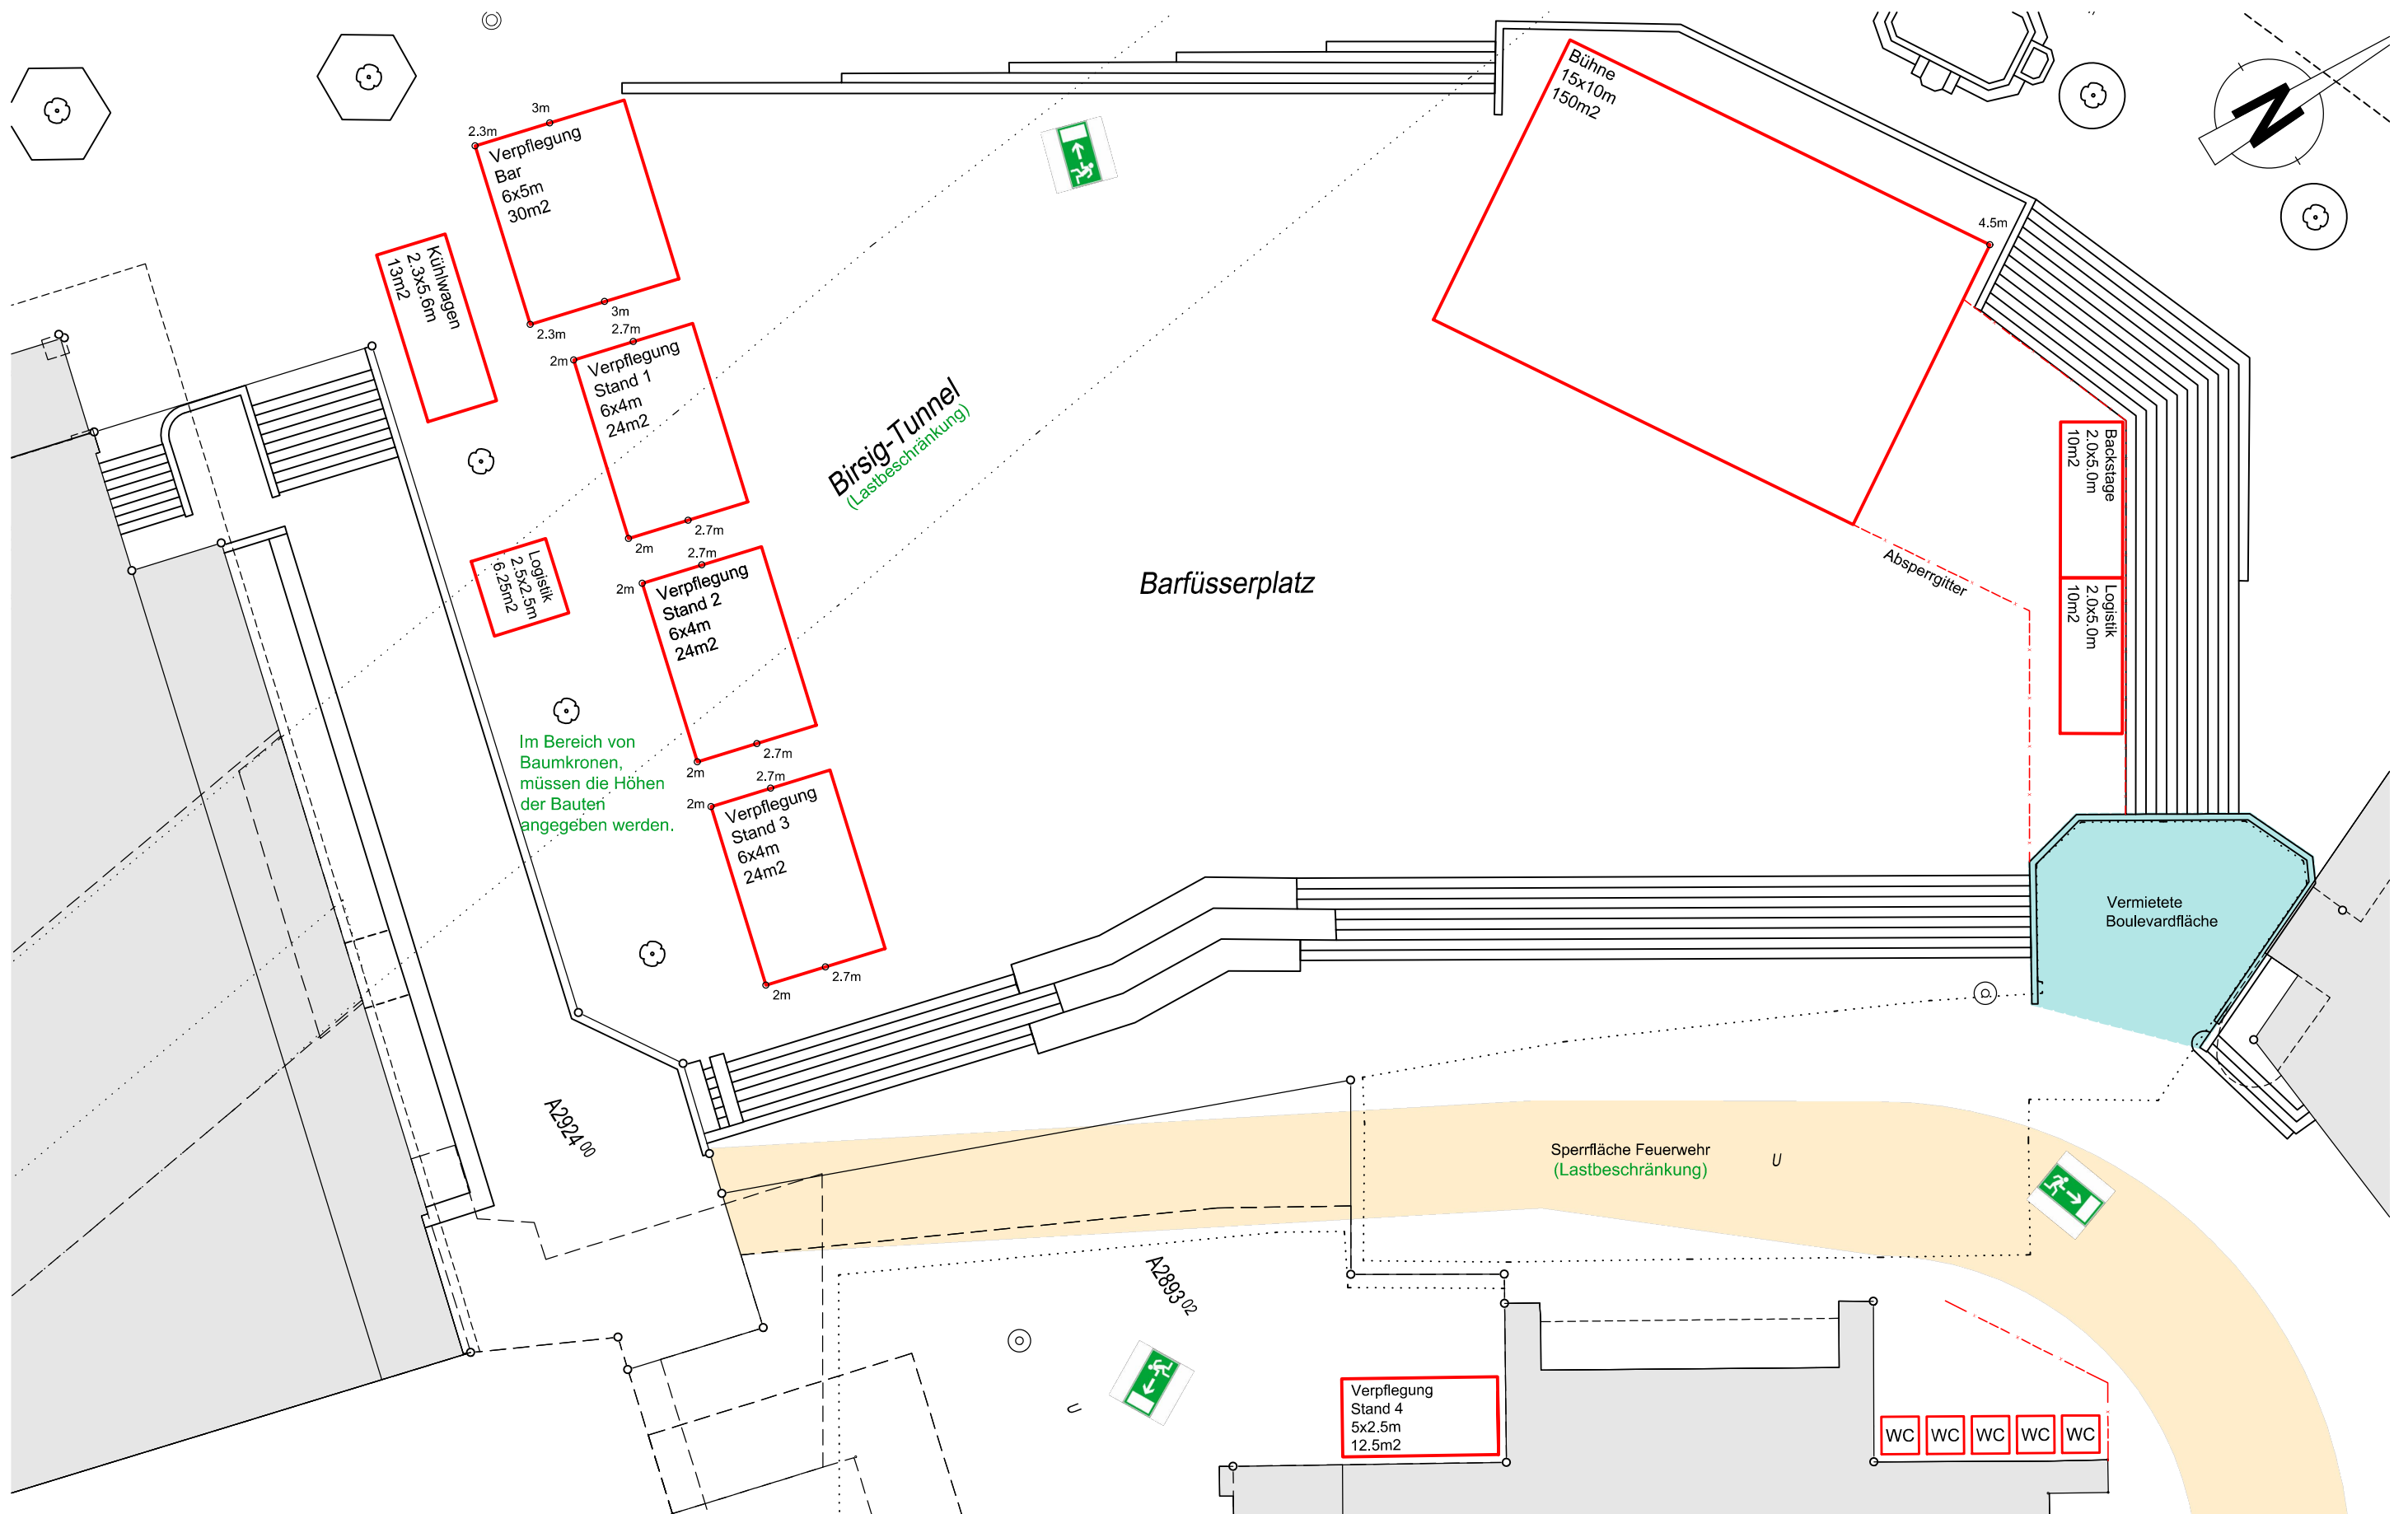 Bühne
15x10m
150m2
N
4.5m
3m
2.3m
Verpflegung
Bar
6x5m
30m2
3m
2.3m
Kühlwagen
2.3x5.6m
13m2
2.7m
2m
Verpflegung
Stand 1
6x4m
24m2
2.7m
2m
Birsig-Tunnel
(Lastbeschränkung)
Backstage
2.0x5.0m
10m2
Logistik
2.5x2.5m
6.25m2
2.7m
2m
Verpflegung
Stand 2
6x4m
24m2
2.7m
2m
Barfüsserplatz
Absperrgitter
Logistik
2.0x5.0m
10m2
Im Bereich von
Baumkronen,
müssen die Höhen
der Bauten
angegeben werden.
2.7m
2m
Verpflegung
Stand 3
6x4m
24m2
2.7m
2m
Vermietete
Boulevardfläche
A2924 00
Sperrfläche Feuerwehr
(Lastbeschränkung)
U
A2893 02
U
Verpflegung
Stand 4
5x2.5m
12.5m2
WC WC WC WC WC